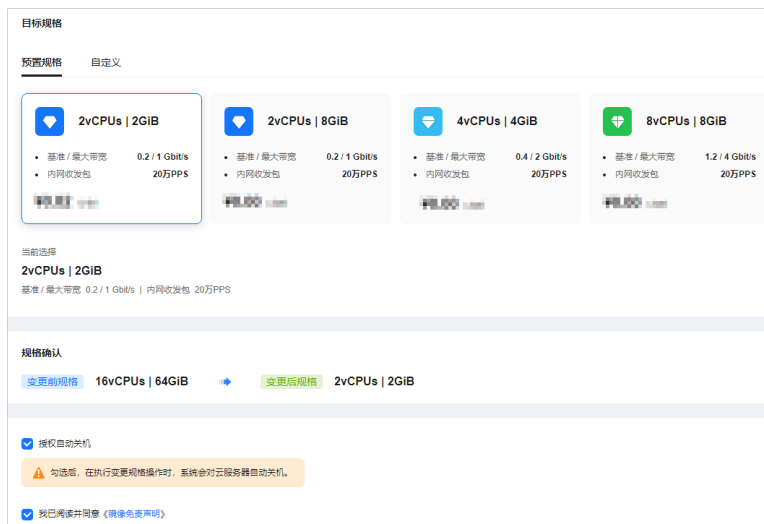 目标规格
预置规格 自定义
2vCPUs | 2GiB
基准 / 最大带宽 0.2 / 1 Gbit/s
内网收发包 20万PPS
2vCPUs | 8GiB
基准 / 最大带宽 0.2 / 1 Gbit/s
内网收发包 20万PPS
4vCPUs | 4GiB
基准 / 最大带宽 0.4 / 2 Gbit/s
内网收发包 20万PPS
8vCPUs | 8GiB
基准 / 最大带宽 1.2 / 4 Gbit/s
内网收发包 20万PPS
当前选择
2vCPUs | 2GiB
基准 / 最大带宽 0.2 / 1 Gbit/s | 内网收发包 20万PPS
规格确认
变更前规格 16vCPUs | 64GiB 变更后规格 2vCPUs | 2GiB
授权自动关机
勾选后，在执行变更规格操作时，系统会对云服务器自动关机。
我已阅读并同意《镜像免责声明》